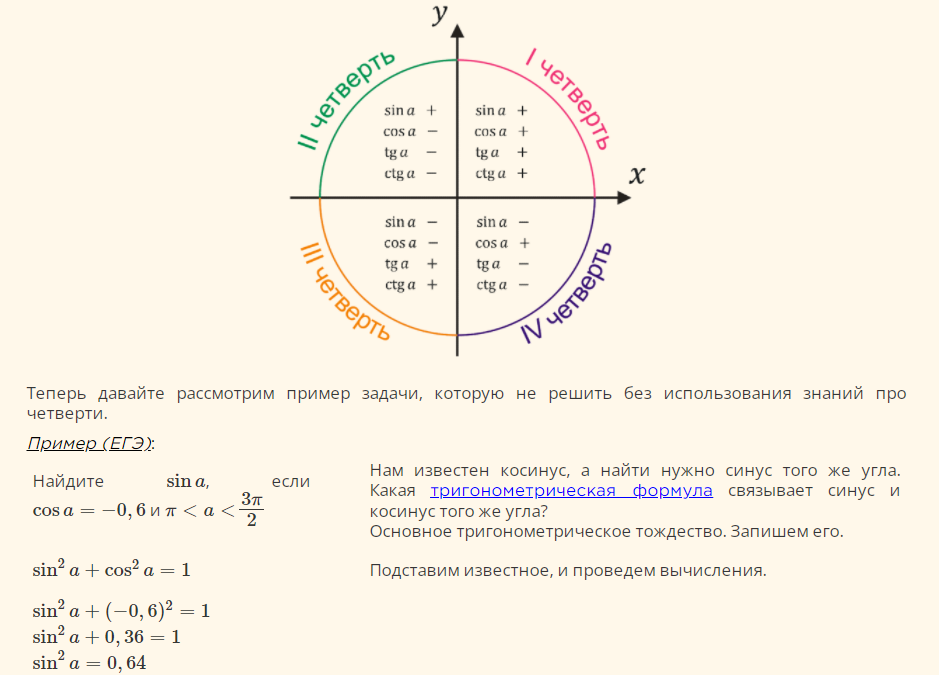 y
II четверть
I четверть
sin a +
cos a −
tg a −
ctg a −
sin a +
cos a +
tg a +
ctg a +
x
sin a −
cos a −
tg a +
ctg a +
sin a −
cos a +
tg a −
ctg a −
III четверть
IV четверть
Теперь давайте рассмотрим пример задачи, которую не решить без использования знаний про
четверти.
Пример (ЕГЭ):
Найдите sin a, если
cos a = −0, 6 и π < a < 3π/2
Нам известен косинус, а найти нужно синус того же угла.
Какая тригонометрическая формула связывает синус и
косинус того же угла?
Основное тригонометрическое тождество. Запишем его.
sin² a + cos² a = 1
Подставим известное, и проведем вычисления.
sin² a + (−0, 6)² = 1
sin² a + 0, 36 = 1
sin² a = 0, 64